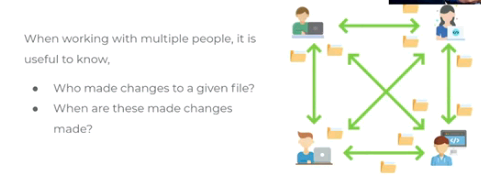 When working with multiple people, it is
useful to know,
● Who made changes to a given file?
● When are these made changes
made?